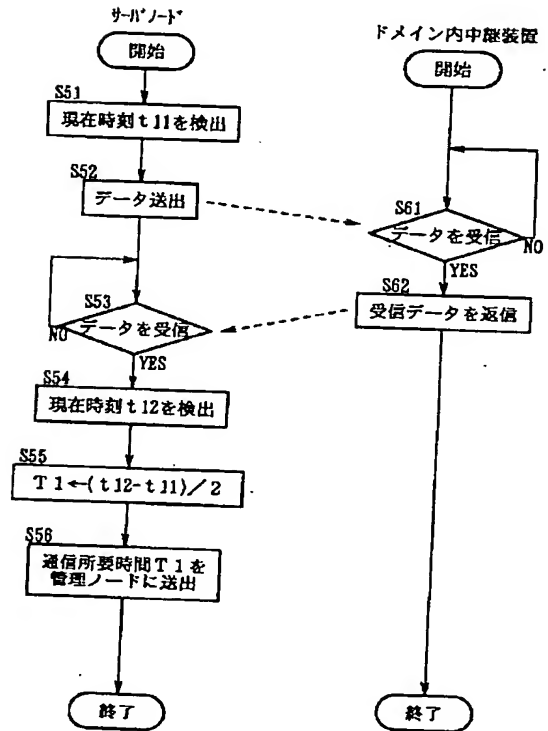 サーバノード
開始
S51
現在時刻t11を検出
S52
データ送出
S53
データを受信
NO
YES
S54
現在時刻t12を検出
S55
T1←(t12-t11)/2
S56
通信所要時間T1を
管理ノードに送出
終了
ドメイン内中継装置
開始
S61
データを受信
NO
YES
S62
受信データを返信
終了